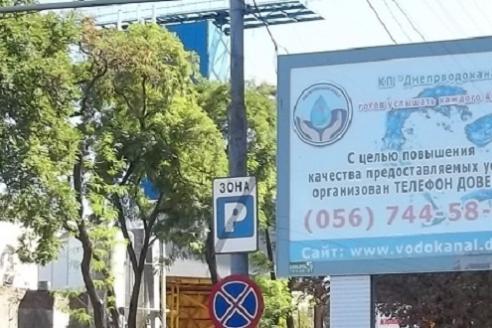 КП "Днепроводокан
готов услышать каждого
С целью повышения
качества предоставляемых ус
организован ТЕЛЕФОН ДОВЕ
(056) 744-58-
Сайт: www.vodokanal.d
ЗОНА
P